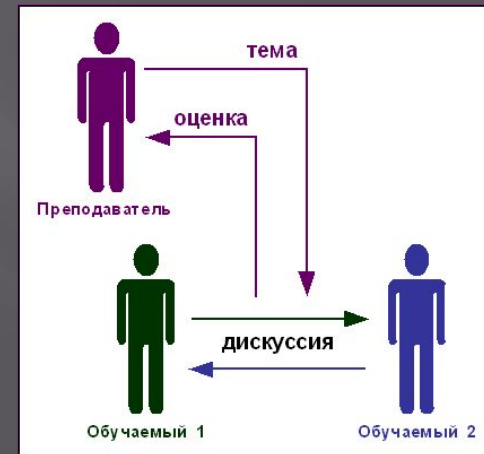 тема
оценка
Преподаватель
дискуссия
Обучаемый 1
Обучаемый 2